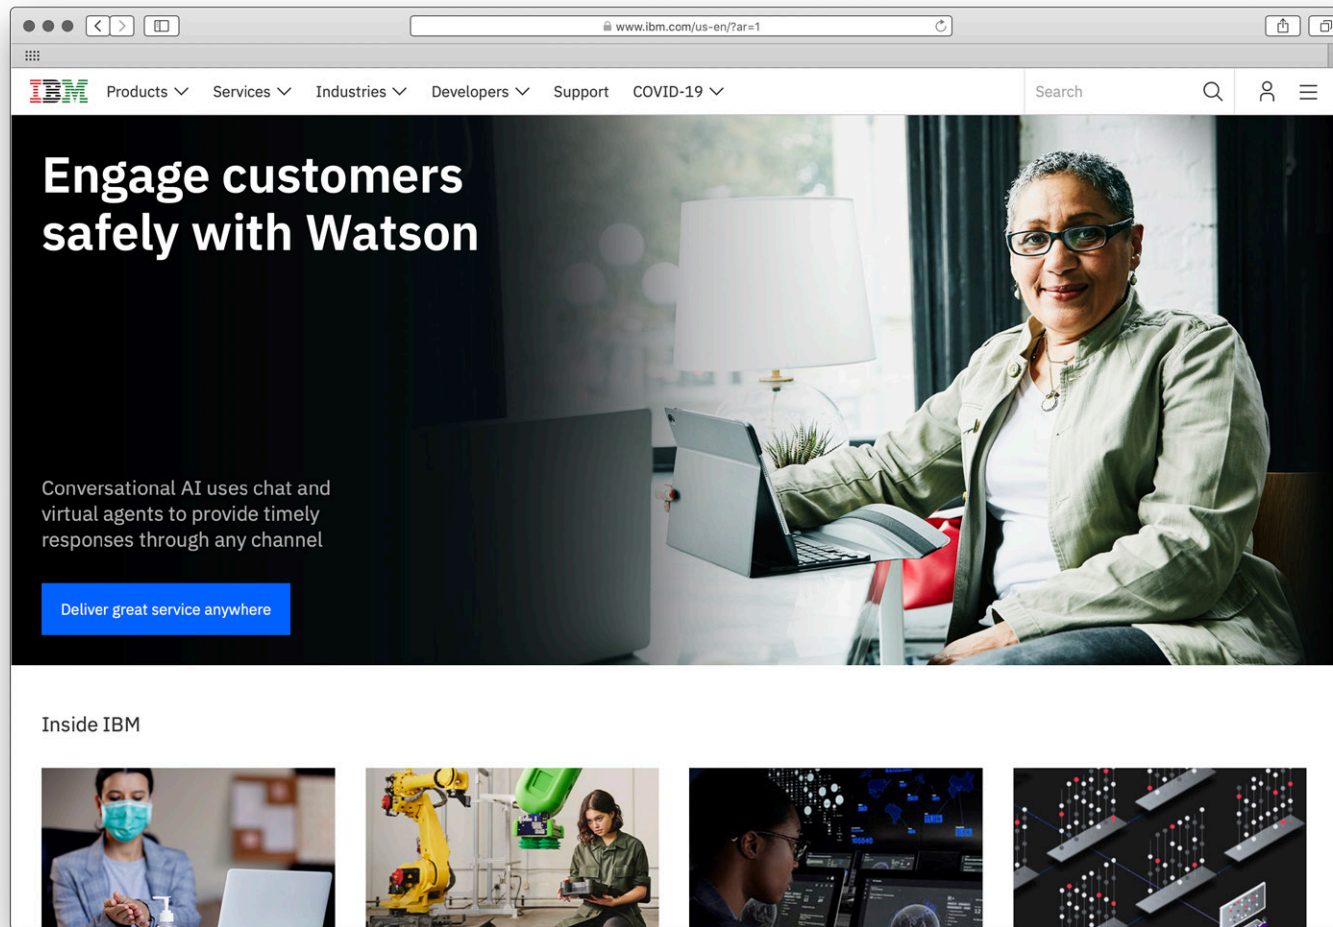 www.ibm.com/us-en/?ar=1
IBM
Products
Services
Industries
Developers
Support
COVID-19
Search
Engage customers
safely with Watson
Conversational AI uses chat and
virtual agents to provide timely
responses through any channel
Deliver great service anywhere
Inside IBM